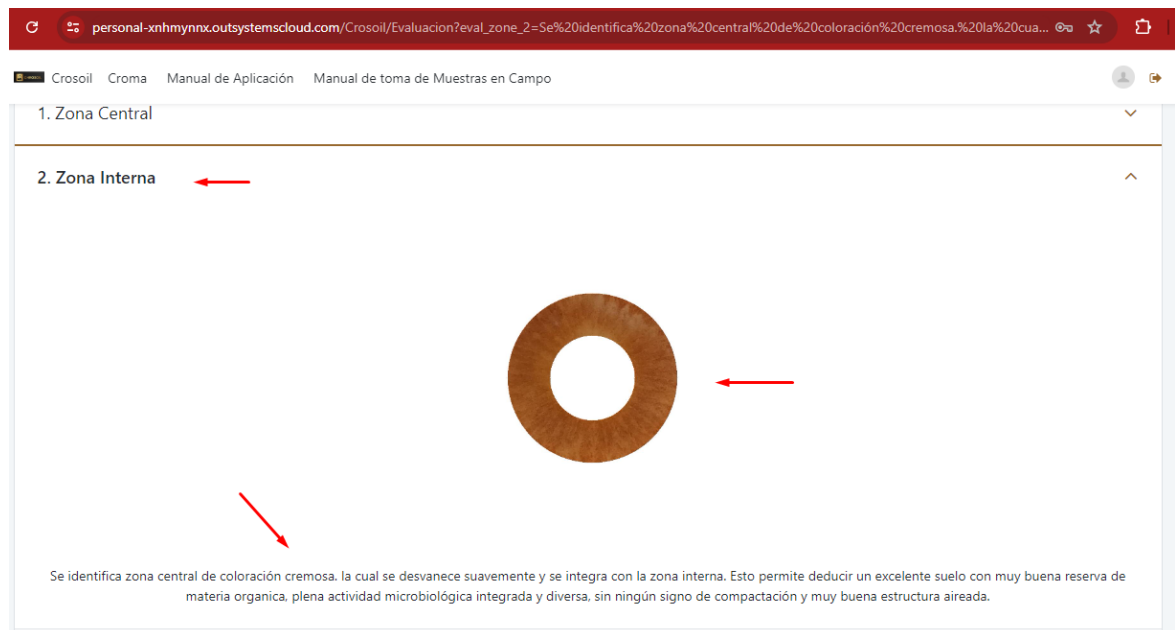 personal-xnhmynnx.outsystemscloud.com/Crosoil/Evaluacion?eval_zone_2=Se%20identifica%20zona%20central%20de%20coloración%20cremosa.%20la%20cua...
Crosoil Croma Manual de Aplicación Manual de toma de Muestras en Campo
1. Zona Central
2. Zona Interna
Se identifica zona central de coloración cremosa. la cual se desvanece suavemente y se integra con la zona interna. Esto permite deducir un excelente suelo con muy buena reserva de
materia organica, plena actividad microbiológica integrada y diversa, sin ningún signo de compactación y muy buena estructura aireada.